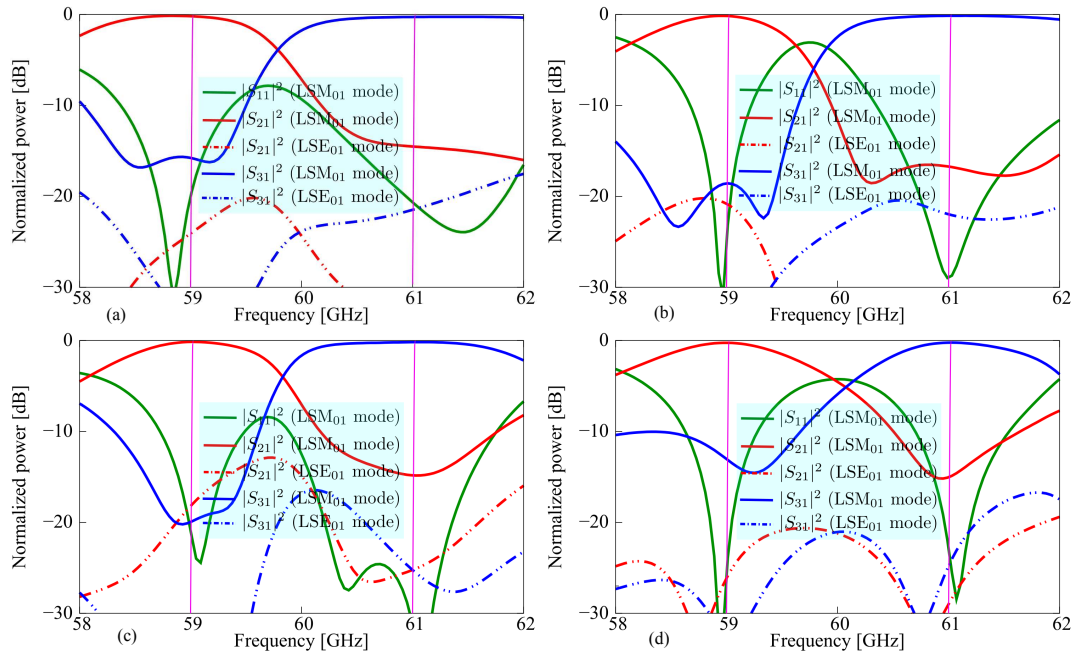 0
−10
−20
−30
Normalized power [dB]
|S₁₁|² (LSM₀₁ mode)
|S₂₁|² (LSM₀₁ mode)
|S₂₁|² (LSE₀₁ mode)
|S₃₁|² (LSM₀₁ mode)
|S₃₁|² (LSE₀₁ mode)
58 59 60 61 62
Frequency [GHz]
(a)
0
−10
−20
−30
Normalized power [dB]
|S₁₁|² (LSM₀₁ mode)
|S₂₁|² (LSM₀₁ mode)
|S₂₁|² (LSE₀₁ mode)
|S₃₁|² (LSM₀₁ mode)
|S₃₁|² (LSE₀₁ mode)
58 59 60 61 62
Frequency [GHz]
(b)
0
−10
−20
−30
Normalized power [dB]
|S₁₁|² (LSM₀₁ mode)
|S₂₁|² (LSM₀₁ mode)
|S₂₁|² (LSE₀₁ mode)
|S₃₁|² (LSM₀₁ mode)
|S₃₁|² (LSE₀₁ mode)
58 59 60 61 62
Frequency [GHz]
(c)
0
−10
−20
−30
Normalized power [dB]
|S₁₁|² (LSM₀₁ mode)
|S₂₁|² (LSM₀₁ mode)
|S₂₁|² (LSE₀₁ mode)
|S₃₁|² (LSM₀₁ mode)
|S₃₁|² (LSE₀₁ mode)
58 59 60 61 62
Frequency [GHz]
(d)